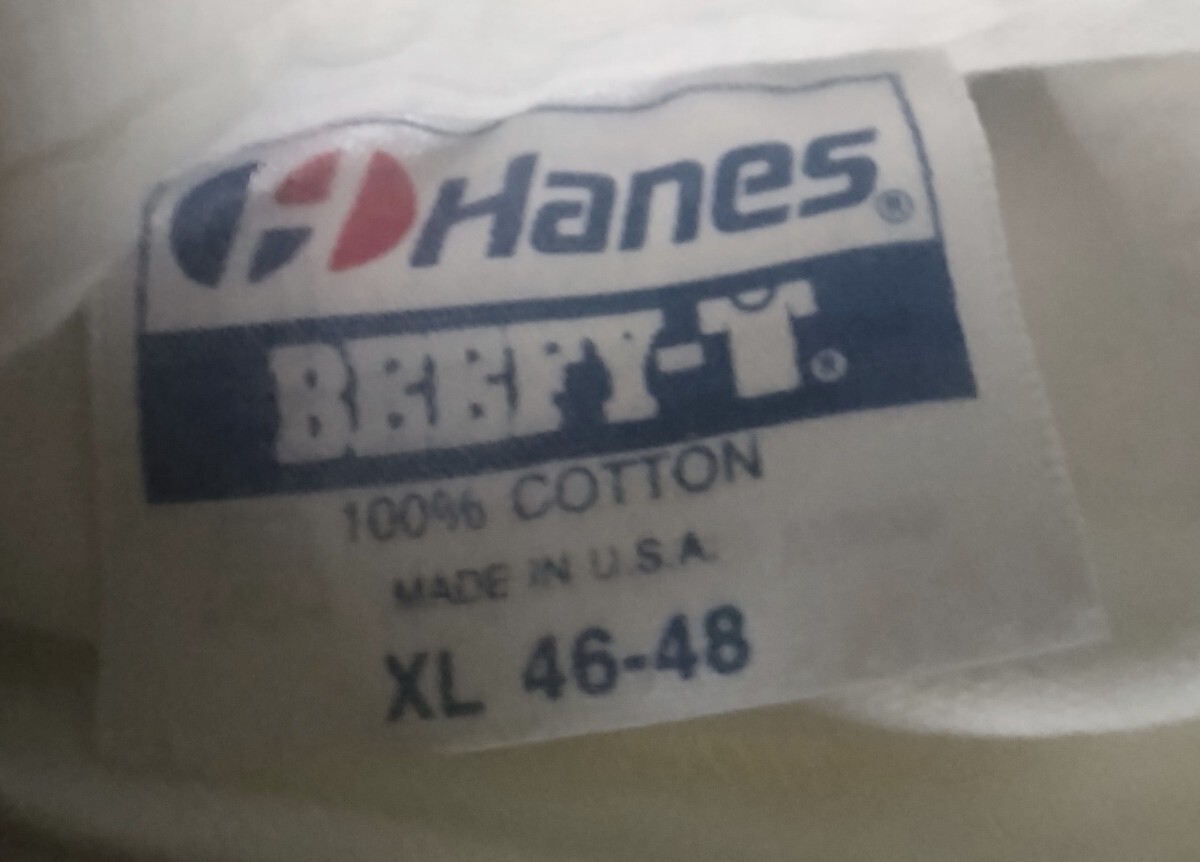 Hanes®
BEEFY-T®
100% COTTON
MADE IN U.S.A.
XL 46-48